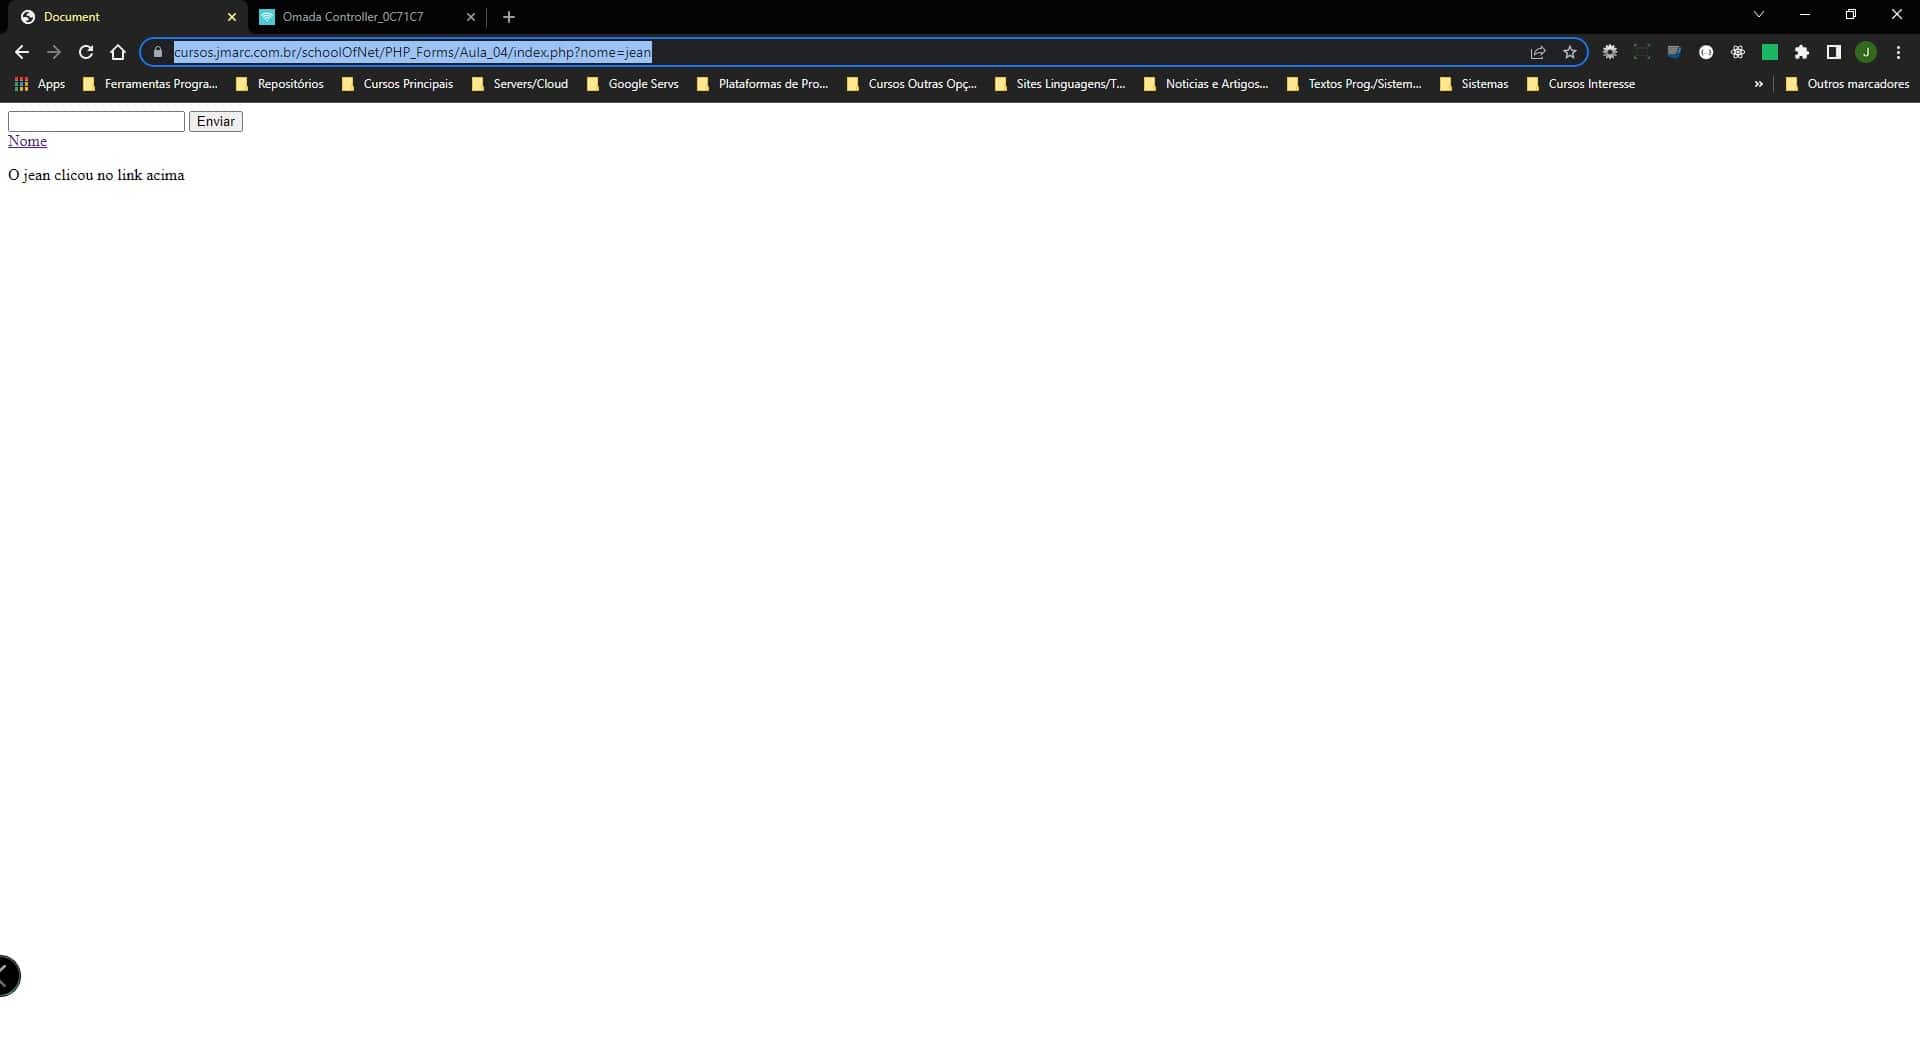 Document
Omada Controller_0C71C7
cursos.jmarc.com.br/schoolOfNet/PHP_Forms/Aula_04/index.php?nome=jean
J
Apps Ferramentas Progra... Repositórios Cursos Principais Servers/Cloud Google Servs Plataformas de Pro... Cursos Outras Opç... Sites Linguagens/T... Noticias e Artigos... Textos Prog./Sistem... Sistemas Cursos Interesse » Outros marcadores
Enviar
Nome
O jean clicou no link acima